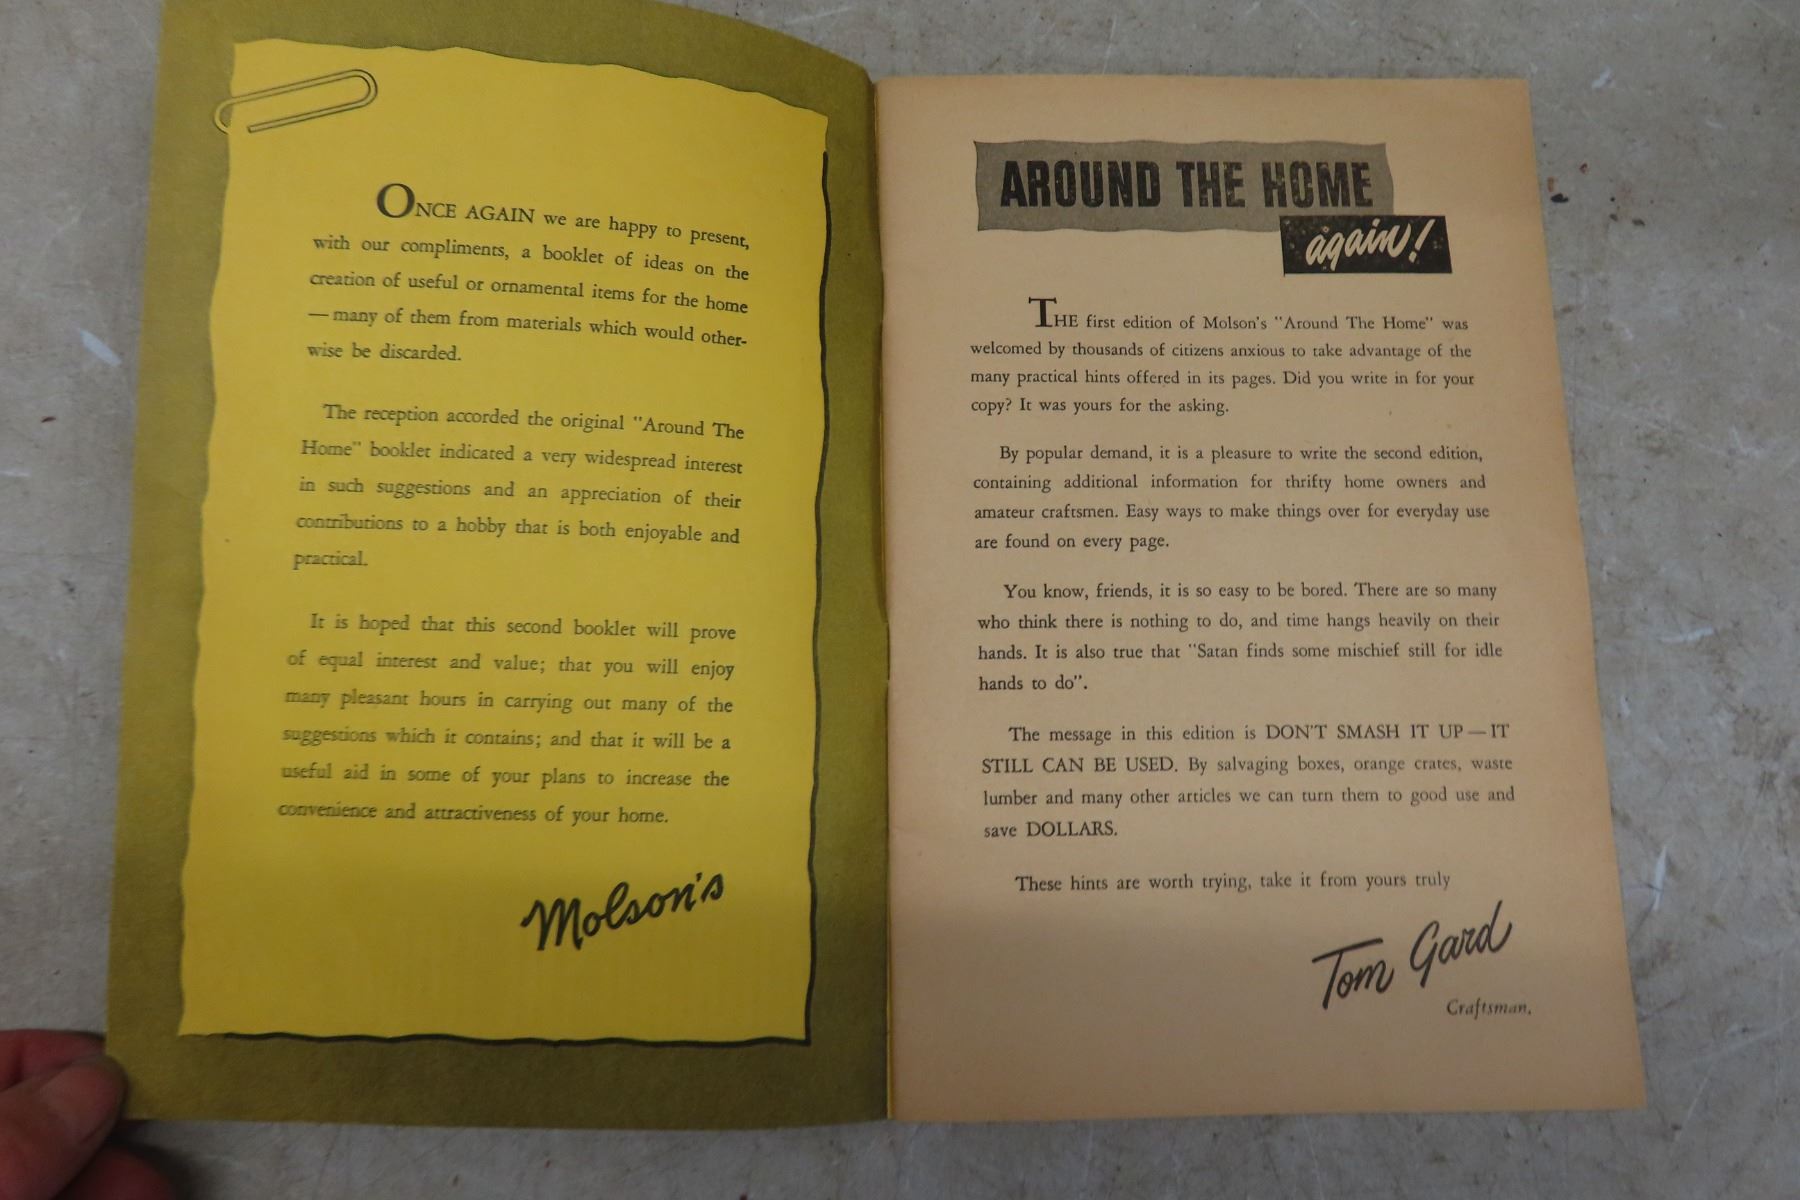 ONCE AGAIN we are happy to present,
with our compliments, a booklet of ideas on the
creation of useful or ornamental items for the home
— many of them from materials which would other-
wise be discarded.
The reception accorded the original "Around The
Home" booklet indicated a very widespread interest
in such suggestions and an appreciation of their
contributions to a hobby that is both enjoyable and
practical.
It is hoped that this second booklet will prove
of equal interest and value; that you will enjoy
many pleasant hours in carrying out many of the
suggestions which it contains; and that it will be a
useful aid in some of your plans to increase the
convenience and attractiveness of your home.
Molson's
AROUND THE HOME
again!
THE first edition of Molson's "Around The Home" was
welcomed by thousands of citizens anxious to take advantage of the
many practical hints offered in its pages. Did you write in for your
copy? It was yours for the asking.
By popular demand, it is a pleasure to write the second edition,
containing additional information for thrifty home owners and
amateur craftsmen. Easy ways to make things over for everyday use
are found on every page.
You know, friends, it is so easy to be bored. There are so many
who think there is nothing to do, and time hangs heavily on their
hands. It is also true that "Satan finds some mischief still for idle
hands to do".
The message in this edition is DON'T SMASH IT UP — IT
STILL CAN BE USED. By salvaging boxes, orange crates, waste
lumber and many other articles we can turn them to good use and
save DOLLARS.
These hints are worth trying, take it from yours truly
Tom Gard
Craftsman.